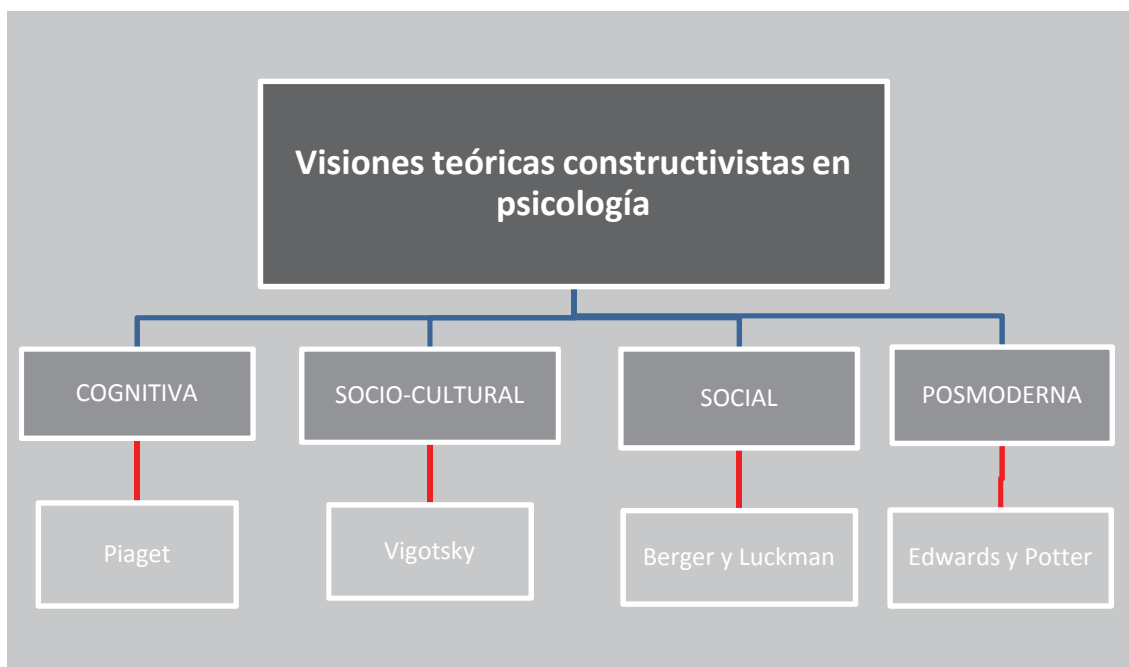 Visiones teóricas constructivistas en
psicología
COGNITIVA
SOCIO-CULTURAL
SOCIAL
POSMODERNA
Piaget
Vigotsky
Berger y Luckman
Edwards y Potter